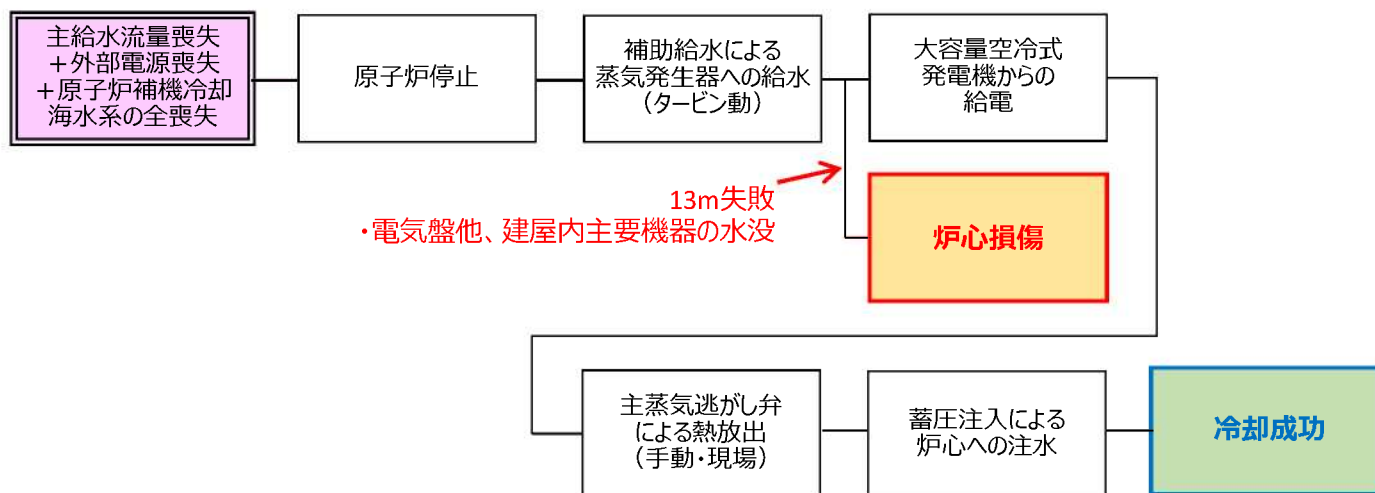 主給水流量喪失
+外部電源喪失
+原子炉補機冷却
海水系の全喪失
原子炉停止
補助給水による
蒸気発生器への給水
(タービン動)
大容量空冷式
発電機からの
給電
13m失敗
・電気盤他、建屋内主要機器の水没
炉心損傷
主蒸気逃がし弁
による熱放出
(手動・現場)
蓄圧注入による
炉心への注水
冷却成功